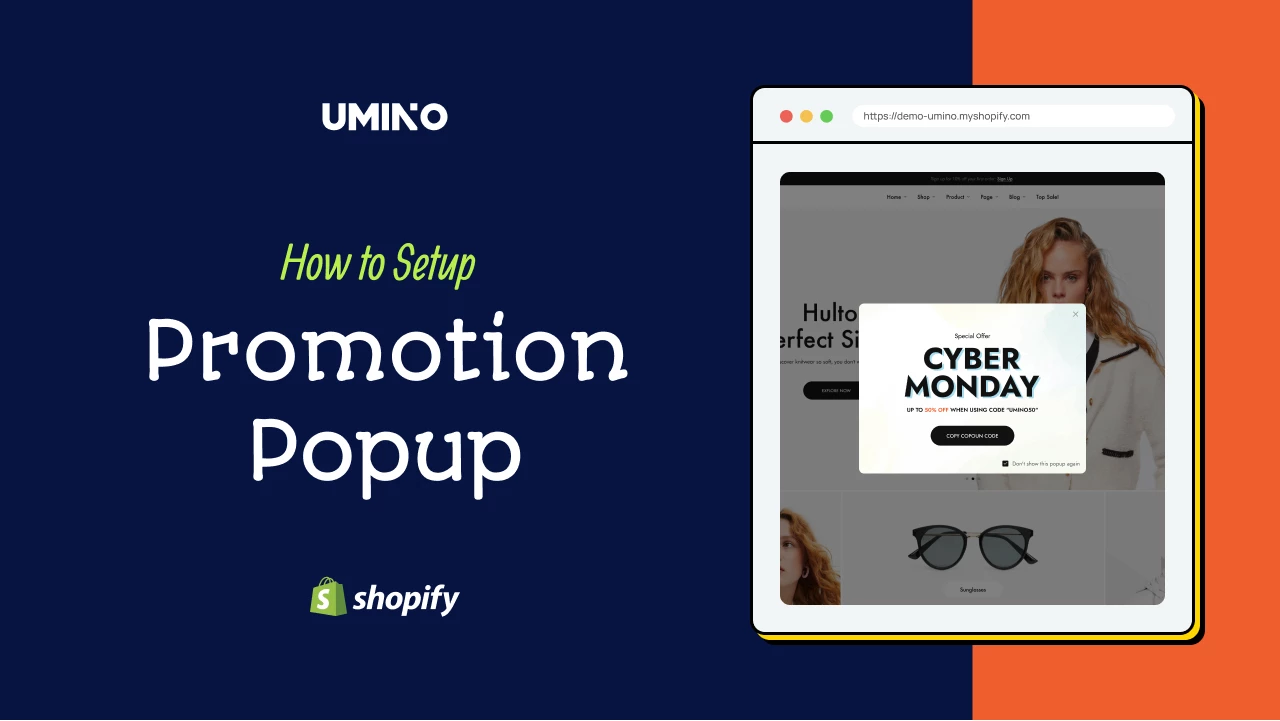 UMINO
How to Setup
Promotion
Popup
shopify
https://demo-umino.myshopify.com
Sign Up
Home Shop Product Page Blog Top Sale!
Hulto
erfect Si
EXPLORE NOW
Special Offer
CYBER
MONDAY
UP TO 50% OFF WHEN USING CODE "UMINO50"
COPY COPOUN CODE
Don't show this popup again
Sunglasses